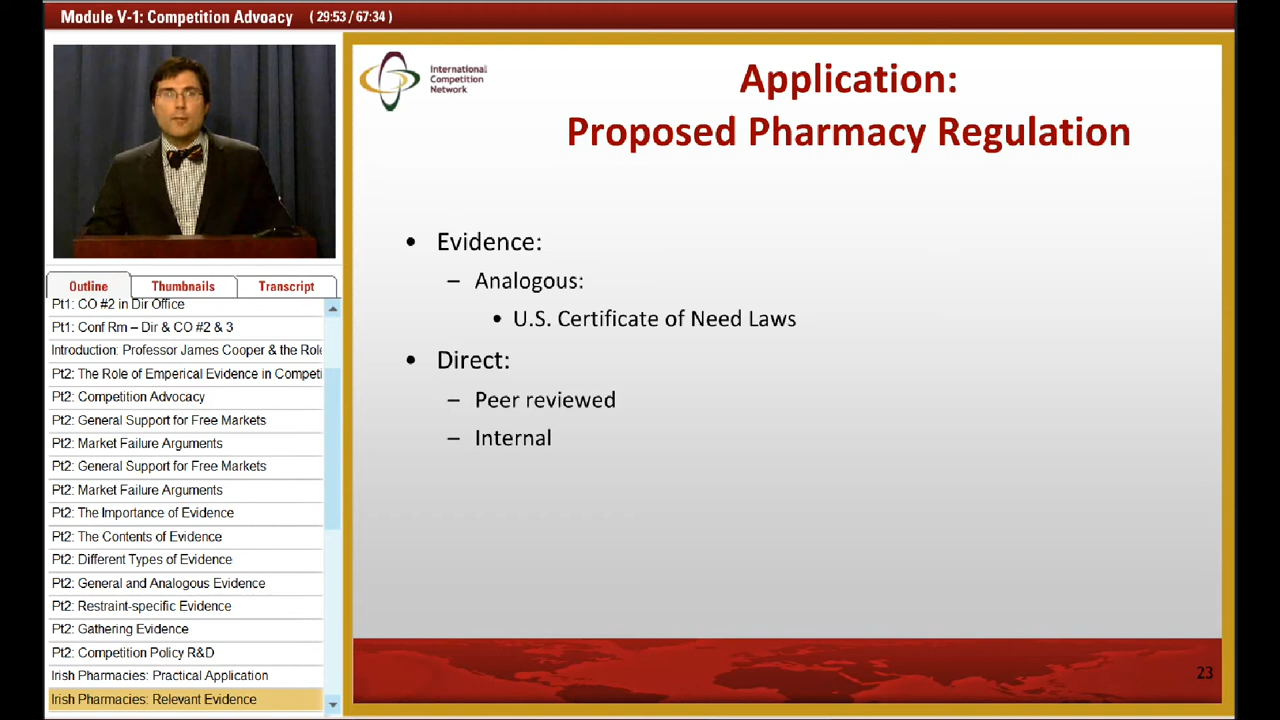 Module V-1: Competition Advoacy ( 29:53 / 67:34 )
International
Competition
Network
Application:
Proposed Pharmacy Regulation
• Evidence:
– Analogous:
• U.S. Certificate of Need Laws
• Direct:
– Peer reviewed
– Internal
23
Outline Thumbnails Transcript
Pt1: CO #2 in Dir Office
Pt1: Conf Rm – Dir & CO #2 & 3
Introduction: Professor James Cooper & the Role
Pt2: The Role of Emperical Evidence in Competi
Pt2: Competition Advocacy
Pt2: General Support for Free Markets
Pt2: Market Failure Arguments
Pt2: General Support for Free Markets
Pt2: Market Failure Arguments
Pt2: The Importance of Evidence
Pt2: The Contents of Evidence
Pt2: Different Types of Evidence
Pt2: General and Analogous Evidence
Pt2: Restraint-specific Evidence
Pt2: Gathering Evidence
Pt2: Competition Policy R&D
Irish Pharmacies: Practical Application
Irish Pharmacies: Relevant Evidence